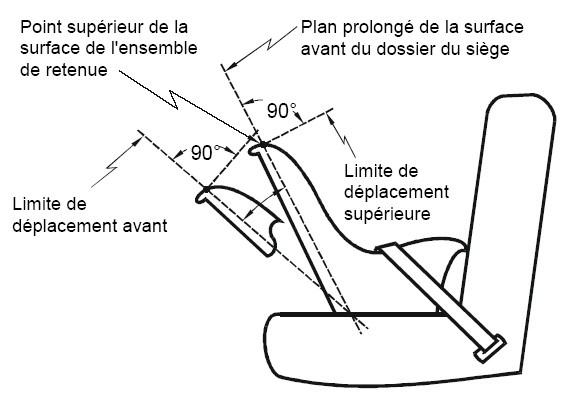 Point supérieur de la
surface de l'ensemble
de retenue
Plan prolongé de la surface
avant du dossier du siège
90°
90°
Limite de
déplacement
supérieure
Limite de
déplacement avant